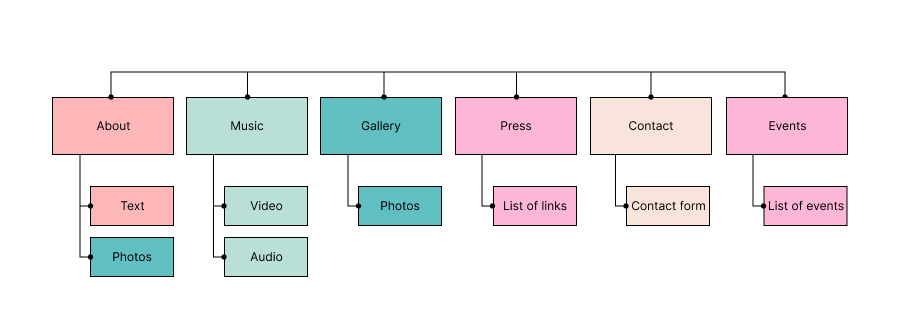 About
Music
Gallery
Press
Contact
Events
Text
Video
Photos
List of links
Contact form
List of events
Photos
Audio